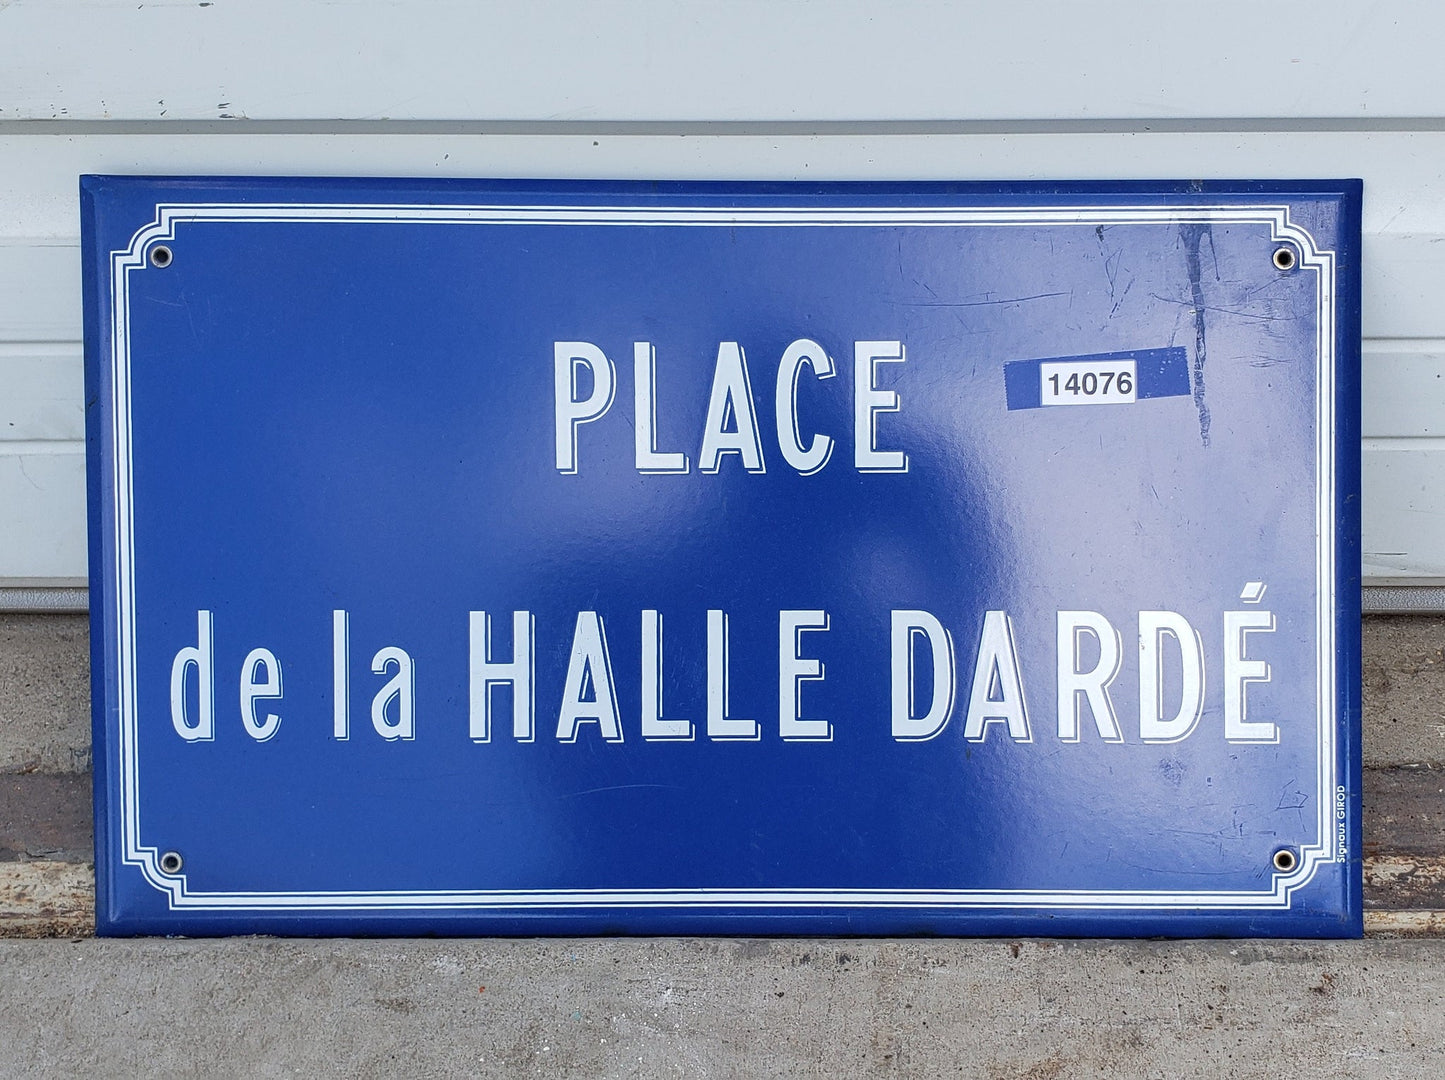 PLACE
14076
de la HALLE DARDÉ
Signaux GIROD